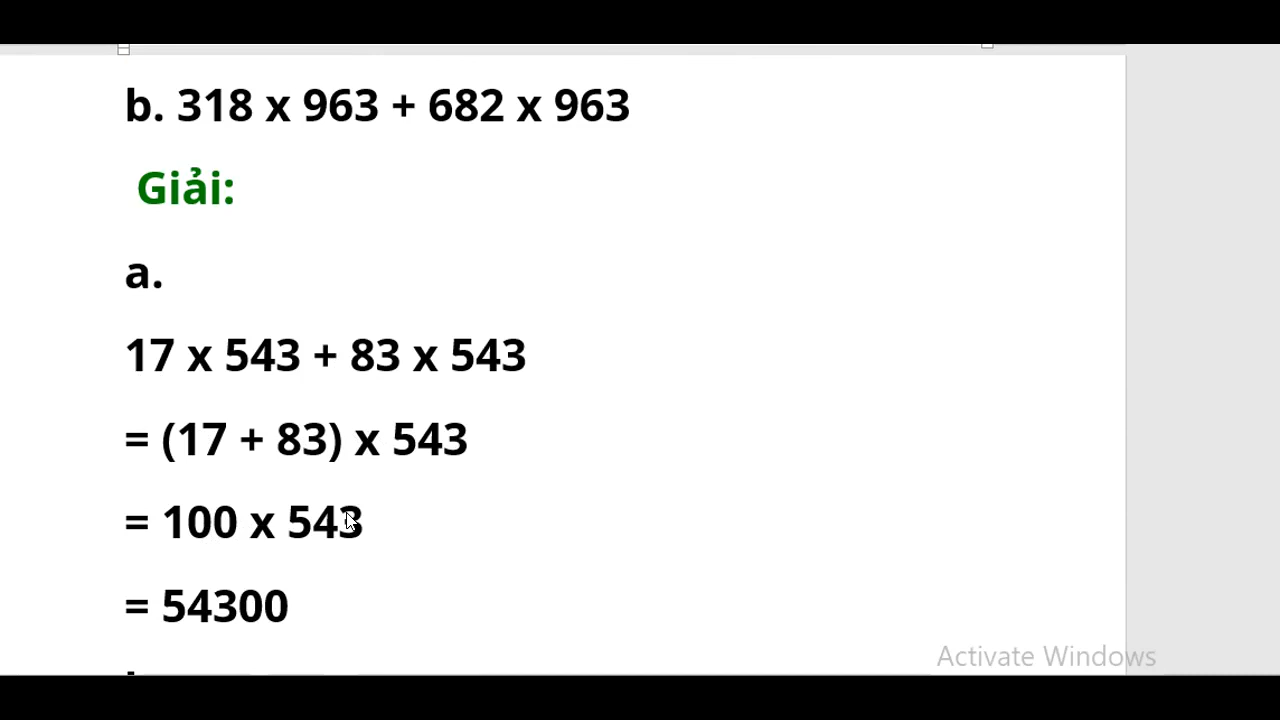 b. 318 x 963 + 682 x 963
Giải:
a.
17 x 543 + 83 x 543
= (17 + 83) x 543
= 100 x 543
= 54300
Activate Windows